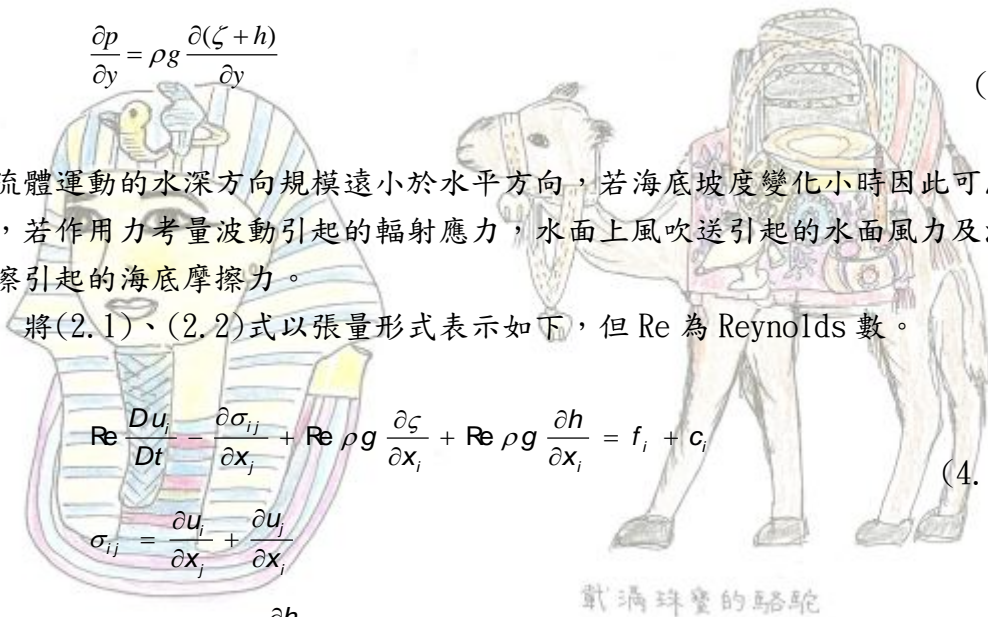 ∂p/∂y = ρg ∂(ζ + h)/∂y
(
流體運動的水深方向規模遠小於水平方向，若海底坡度變化小時因此可
，若作用力考量波動引起的輻射應力，水面上風吹送引起的水面風力及
擦引起的海底摩擦力。
將(2.1)、(2.2)式以張量形式表示如下，但 Re 為 Reynolds 數。
Re Du_i/Dt − ∂σ_ij/∂x_j + Re ρg ∂ς/∂x_i + Re ρg ∂h/∂x_i = f_i + c_i
(4.
σ_ij = ∂u_i/∂x_j + ∂u_j/∂x_i
∂h
載滿珠寶的駱駝